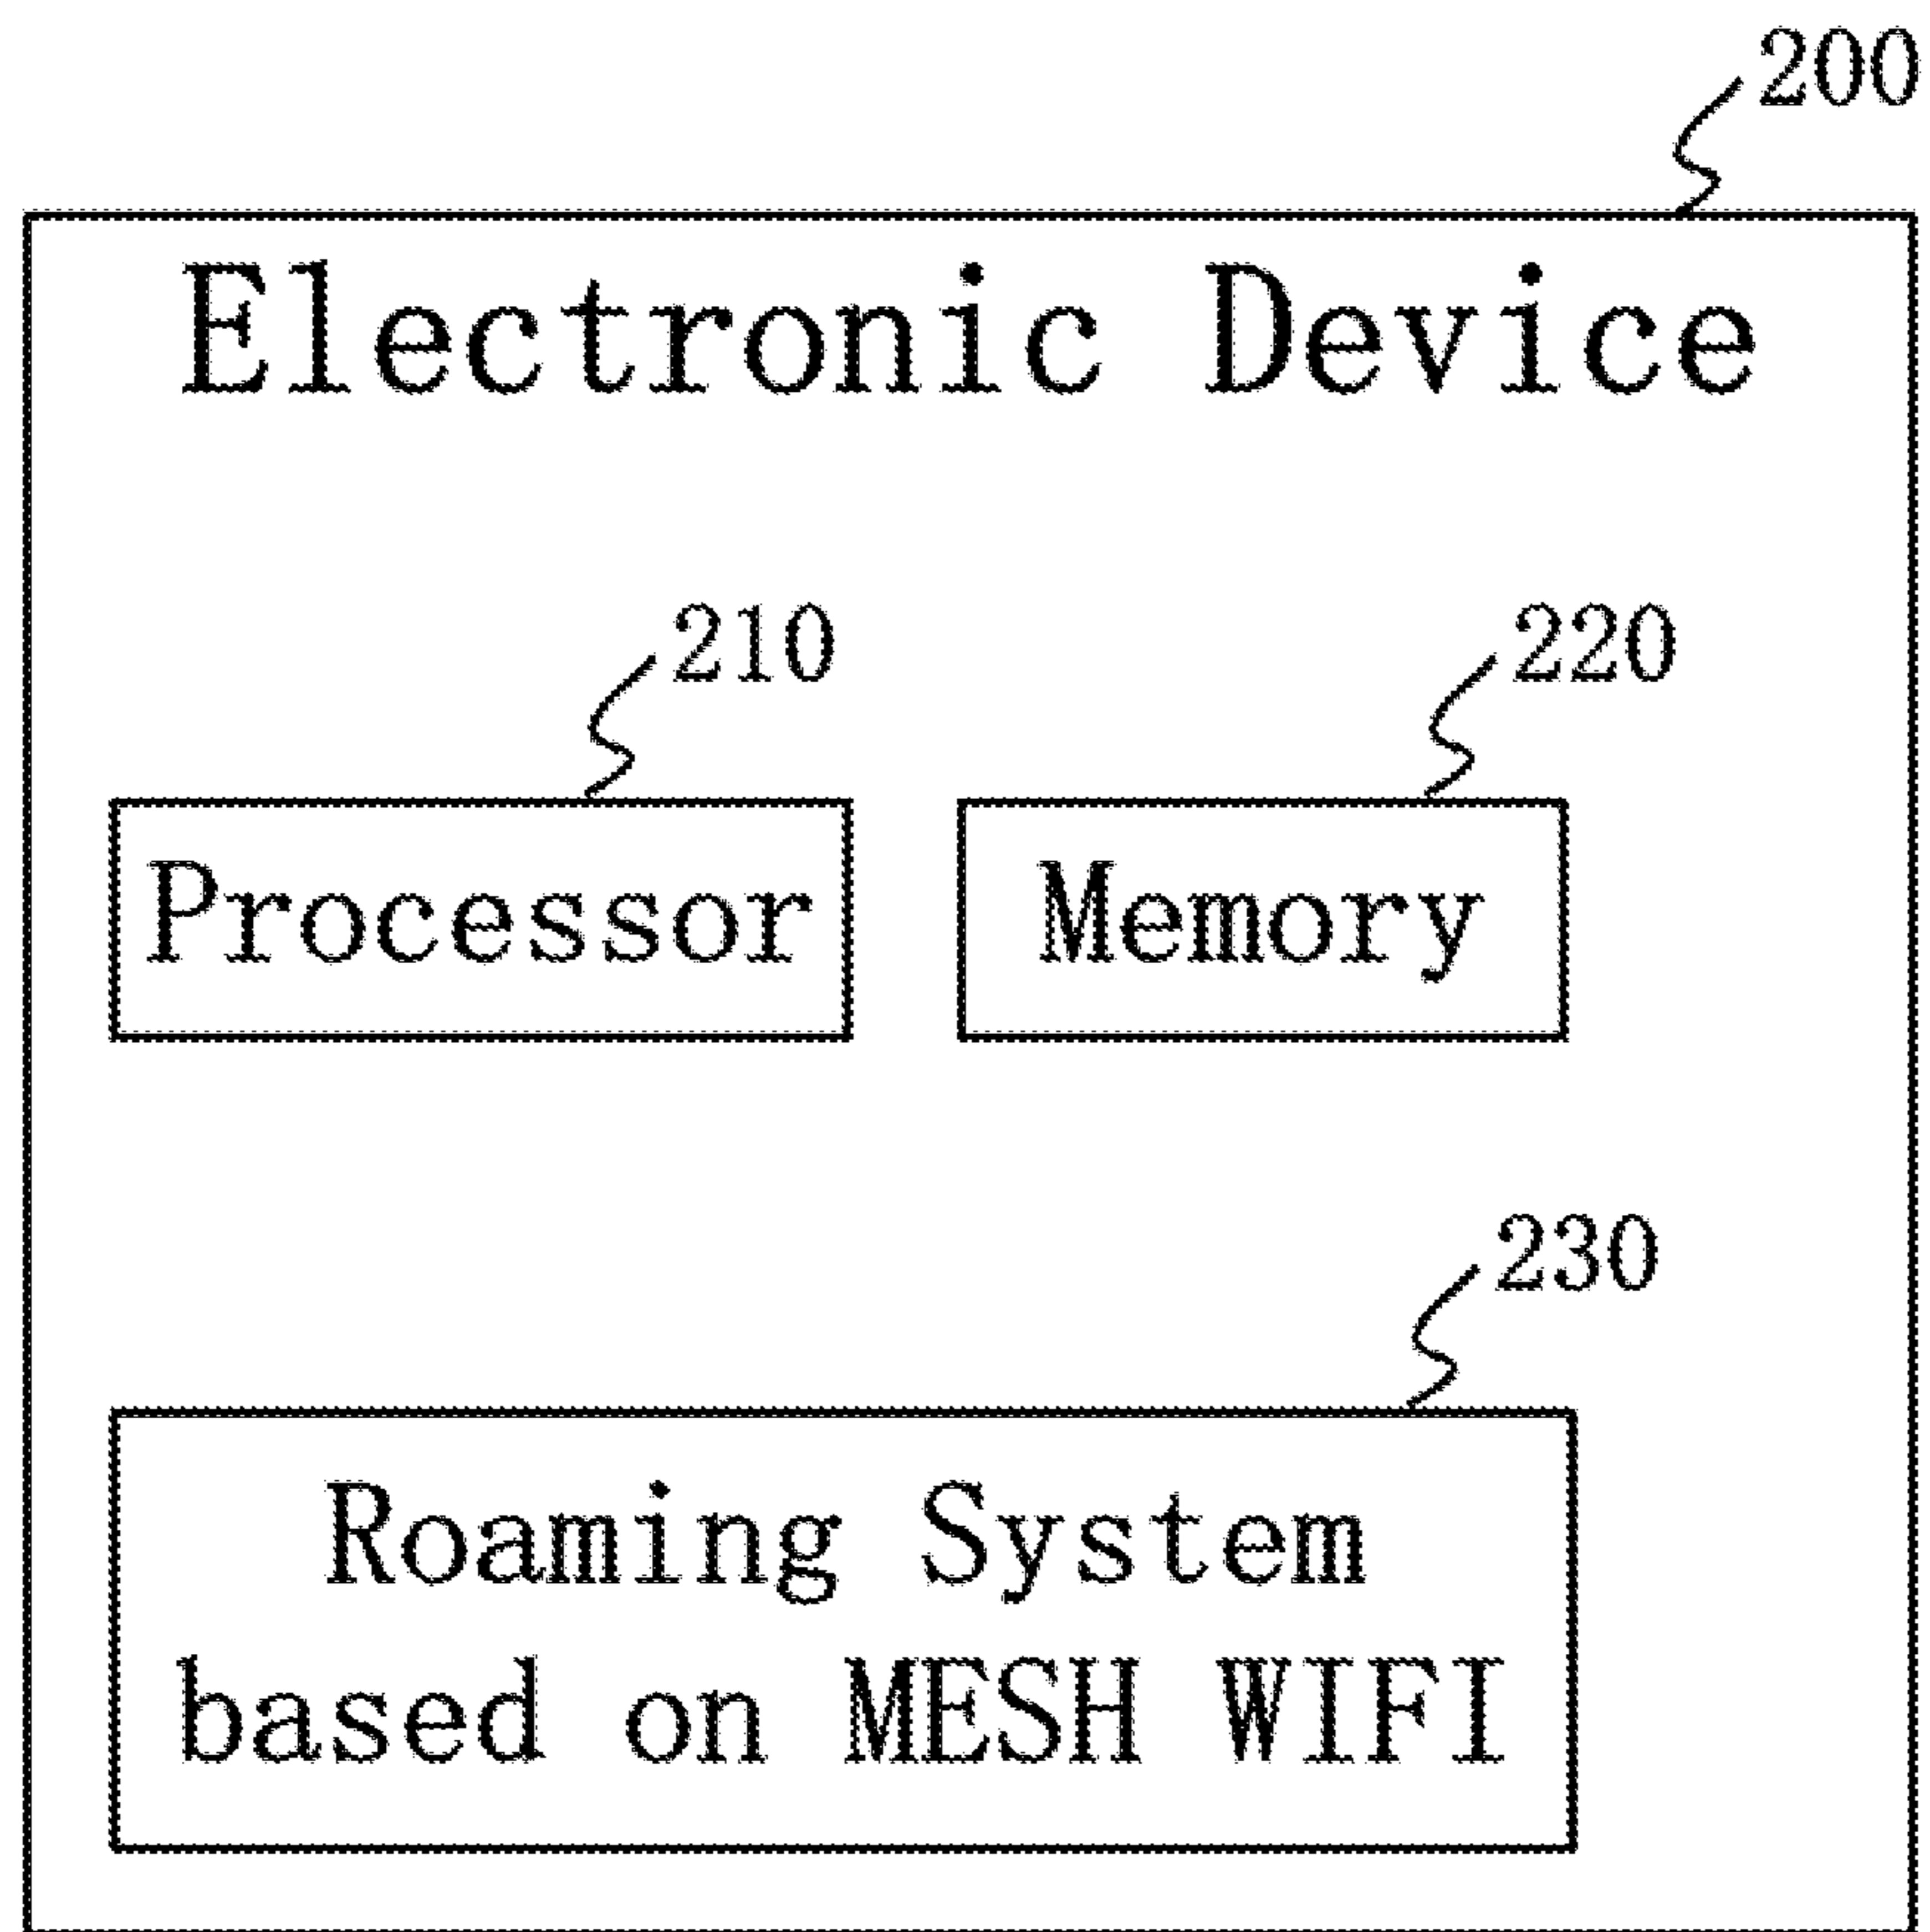 200
Electronic Device
210
220
Processor
Memory
230
Roaming System
based on MESH WIFI